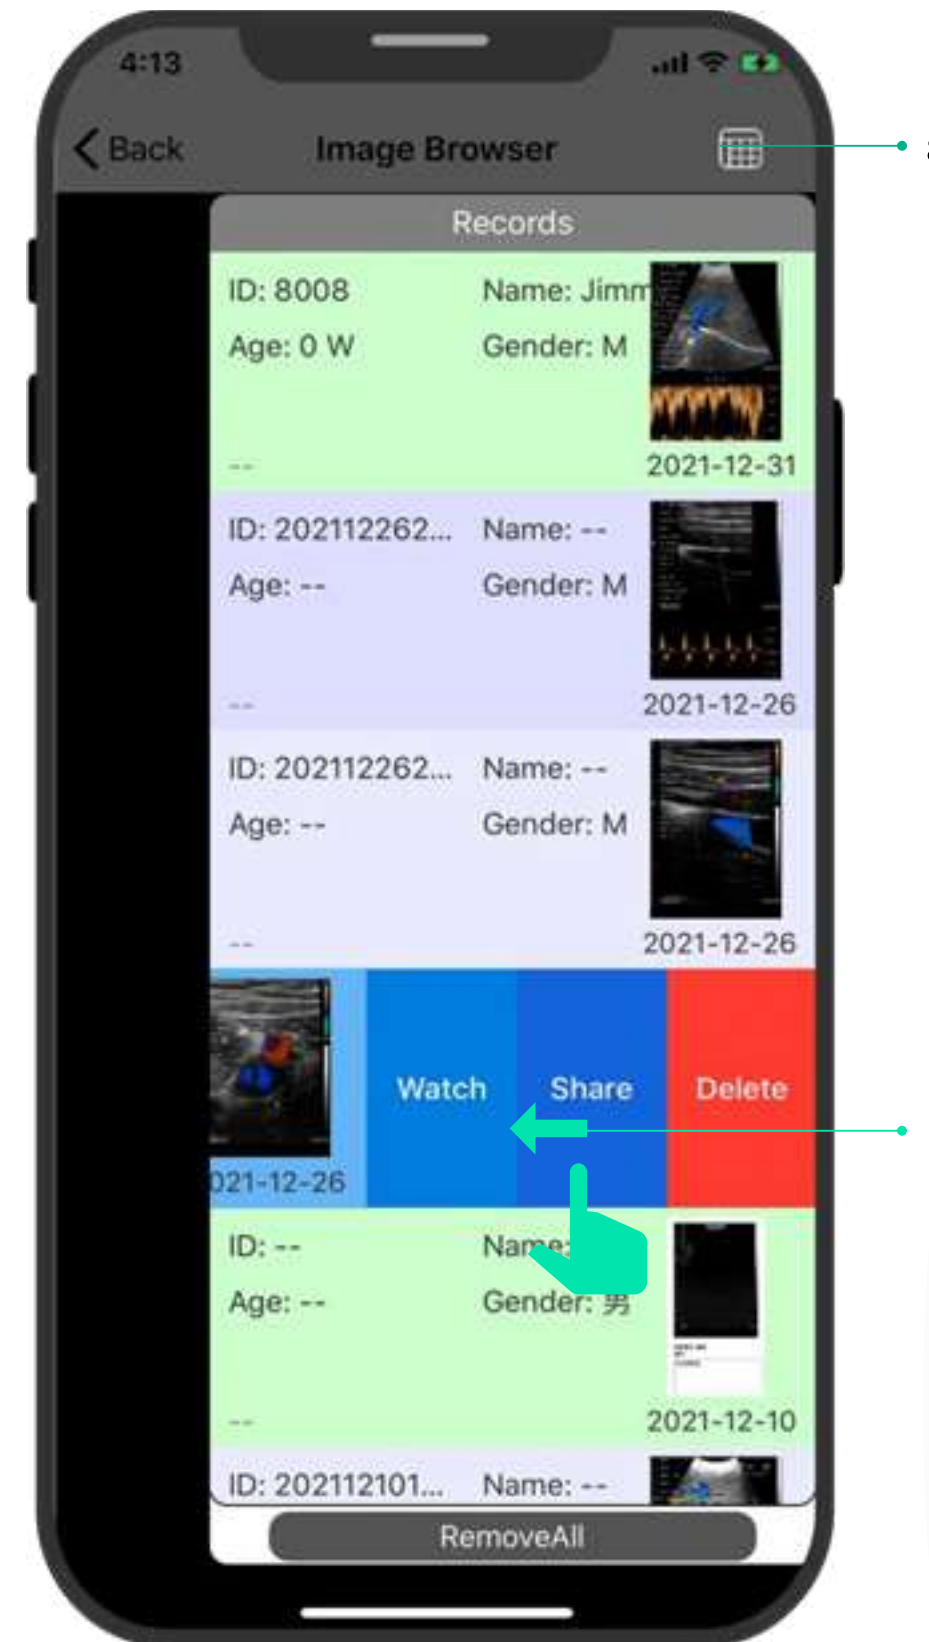 4:13
Back Image Browser
Records
ID: 8008 Name: Jimm
Age: 0 W Gender: M
--
2021-12-31
ID: 202112262... Name: --
Age: -- Gender: M
--
2021-12-26
ID: 202112262... Name: --
Age: -- Gender: M
--
2021-12-26
Watch Share Delete
021-12-26
ID: -- Name:
Age: -- Gender: 男
--
2021-12-10
ID: 202112101... Name: --
RemoveAll